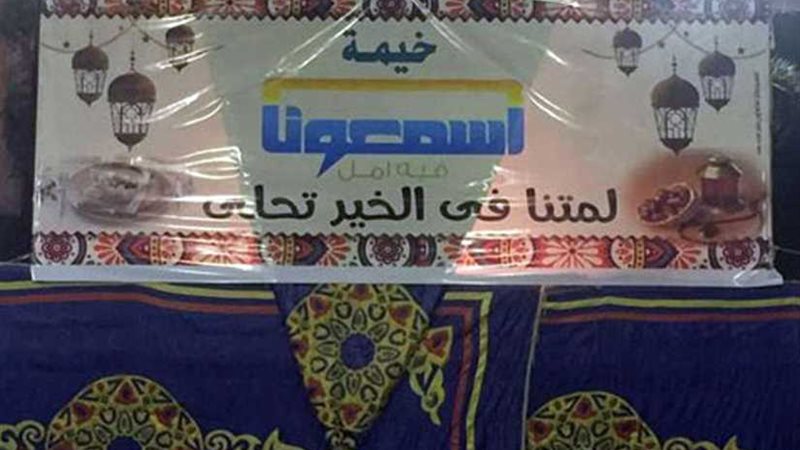 خيمة
اسمعونا
فيه امل
لمتنا فى الخير تحلى